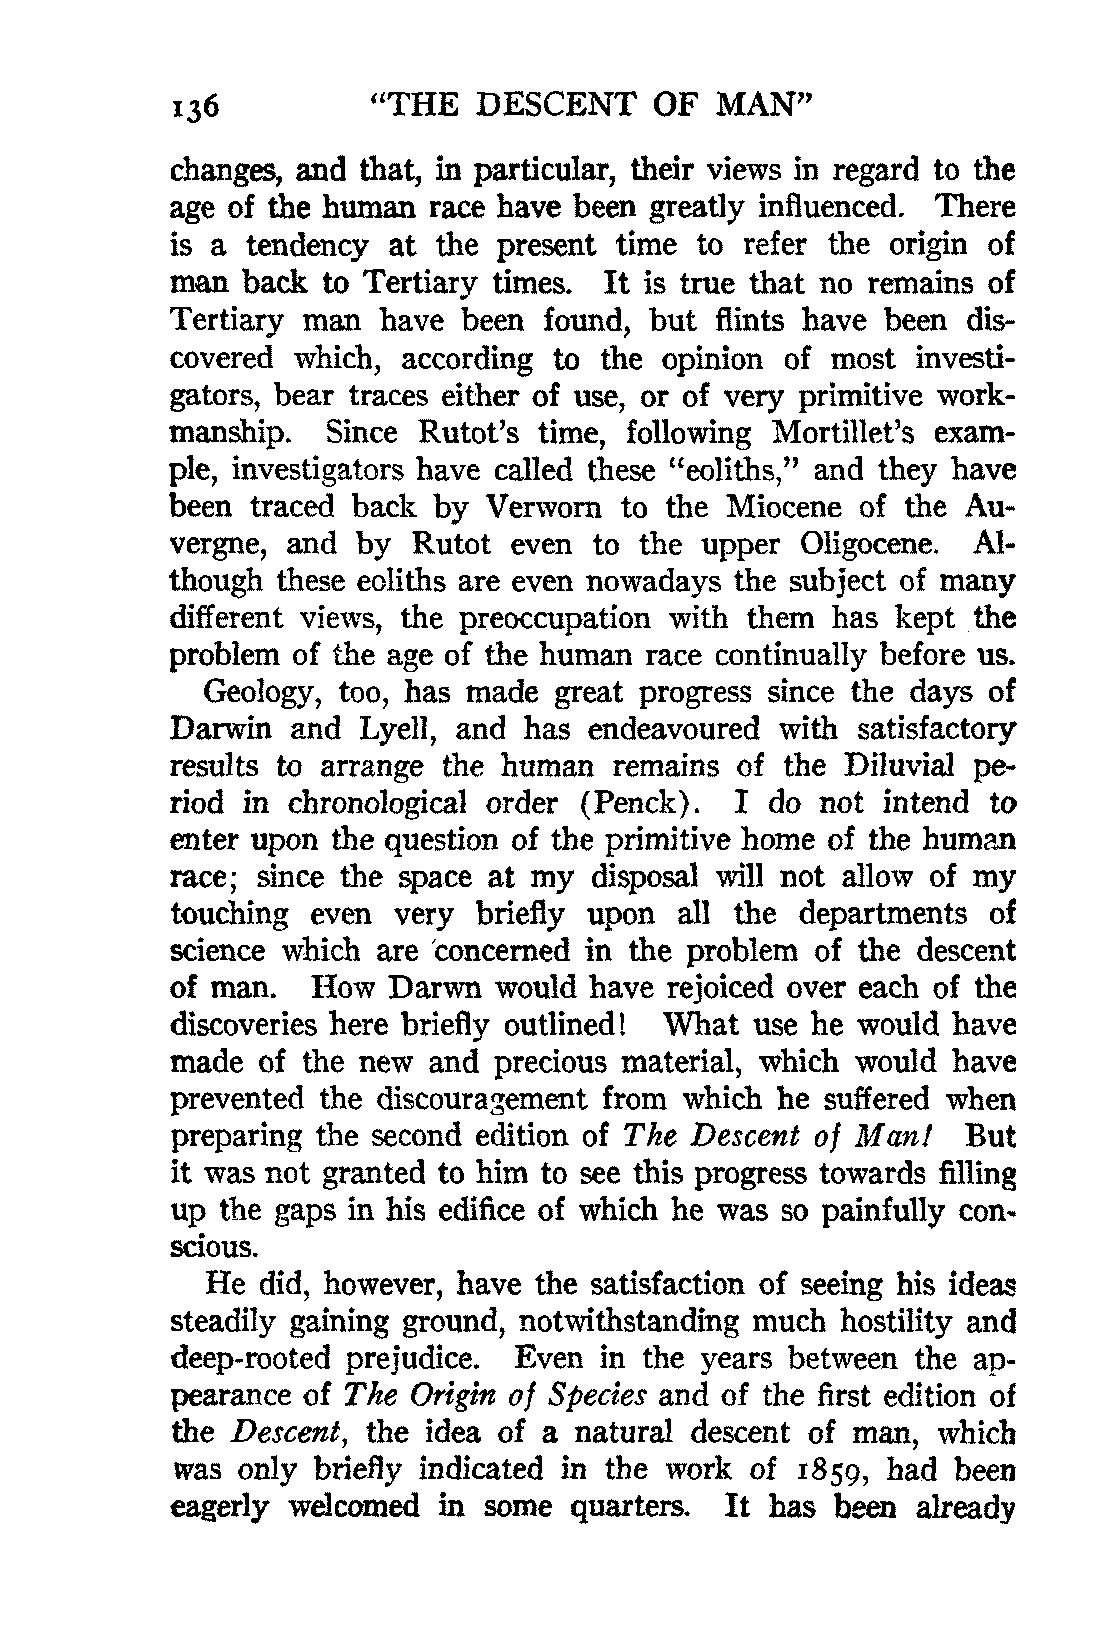 136 "THE DESCENT OF MAN"
changes, and that, in particular, their views in regard to the
age of the human race have been greatly influenced. There
is a tendency at the present time to refer the origin of
man back to Tertiary times. It is true that no remains of
Tertiary man have been found, but flints have been dis-
covered which, according to the opinion of most investi-
gators, bear traces either of use, or of very primitive work-
manship. Since Rutot's time, following Mortillet's exam-
ple, investigators have called these "eoliths," and they have
been traced back by Verworn to the Miocene of the Au-
vergne, and by Rutot even to the upper Oligocene. Al-
though these eoliths are even nowadays the subject of many
different views, the preoccupation with them has kept the
problem of the age of the human race continually before us.
Geology, too, has made great progress since the days of
Darwin and Lyell, and has endeavoured with satisfactory
results to arrange the human remains of the Diluvial pe-
riod in chronological order (Penck). I do not intend to
enter upon the question of the primitive home of the human
race; since the space at my disposal will not allow of my
touching even very briefly upon all the departments of
science which are concerned in the problem of the descent
of man. How Darwn would have rejoiced over each of the
discoveries here briefly outlined! What use he would have
made of the new and precious material, which would have
prevented the discouragement from which he suffered when
preparing the second edition of The Descent of Man! But
it was not granted to him to see this progress towards filling
up the gaps in his edifice of which he was so painfully con-
scious.
He did, however, have the satisfaction of seeing his ideas
steadily gaining ground, notwithstanding much hostility and
deep-rooted prejudice. Even in the years between the ap-
pearance of The Origin of Species and of the first edition of
the Descent, the idea of a natural descent of man, which
was only briefly indicated in the work of 1859, had been
eagerly welcomed in some quarters. It has been already